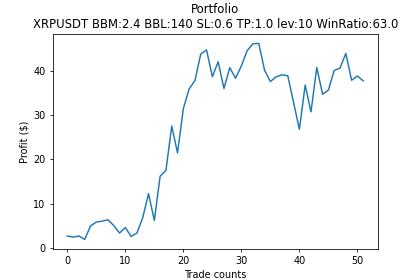 Portfolio
XRPUSDT BBM:2.4 BBL:140 SL:0.6 TP:1.0 lev:10 WinRatio:63.0
Profit ($)
40
30
20
10
0
0 10 20 30 40 50
Trade counts